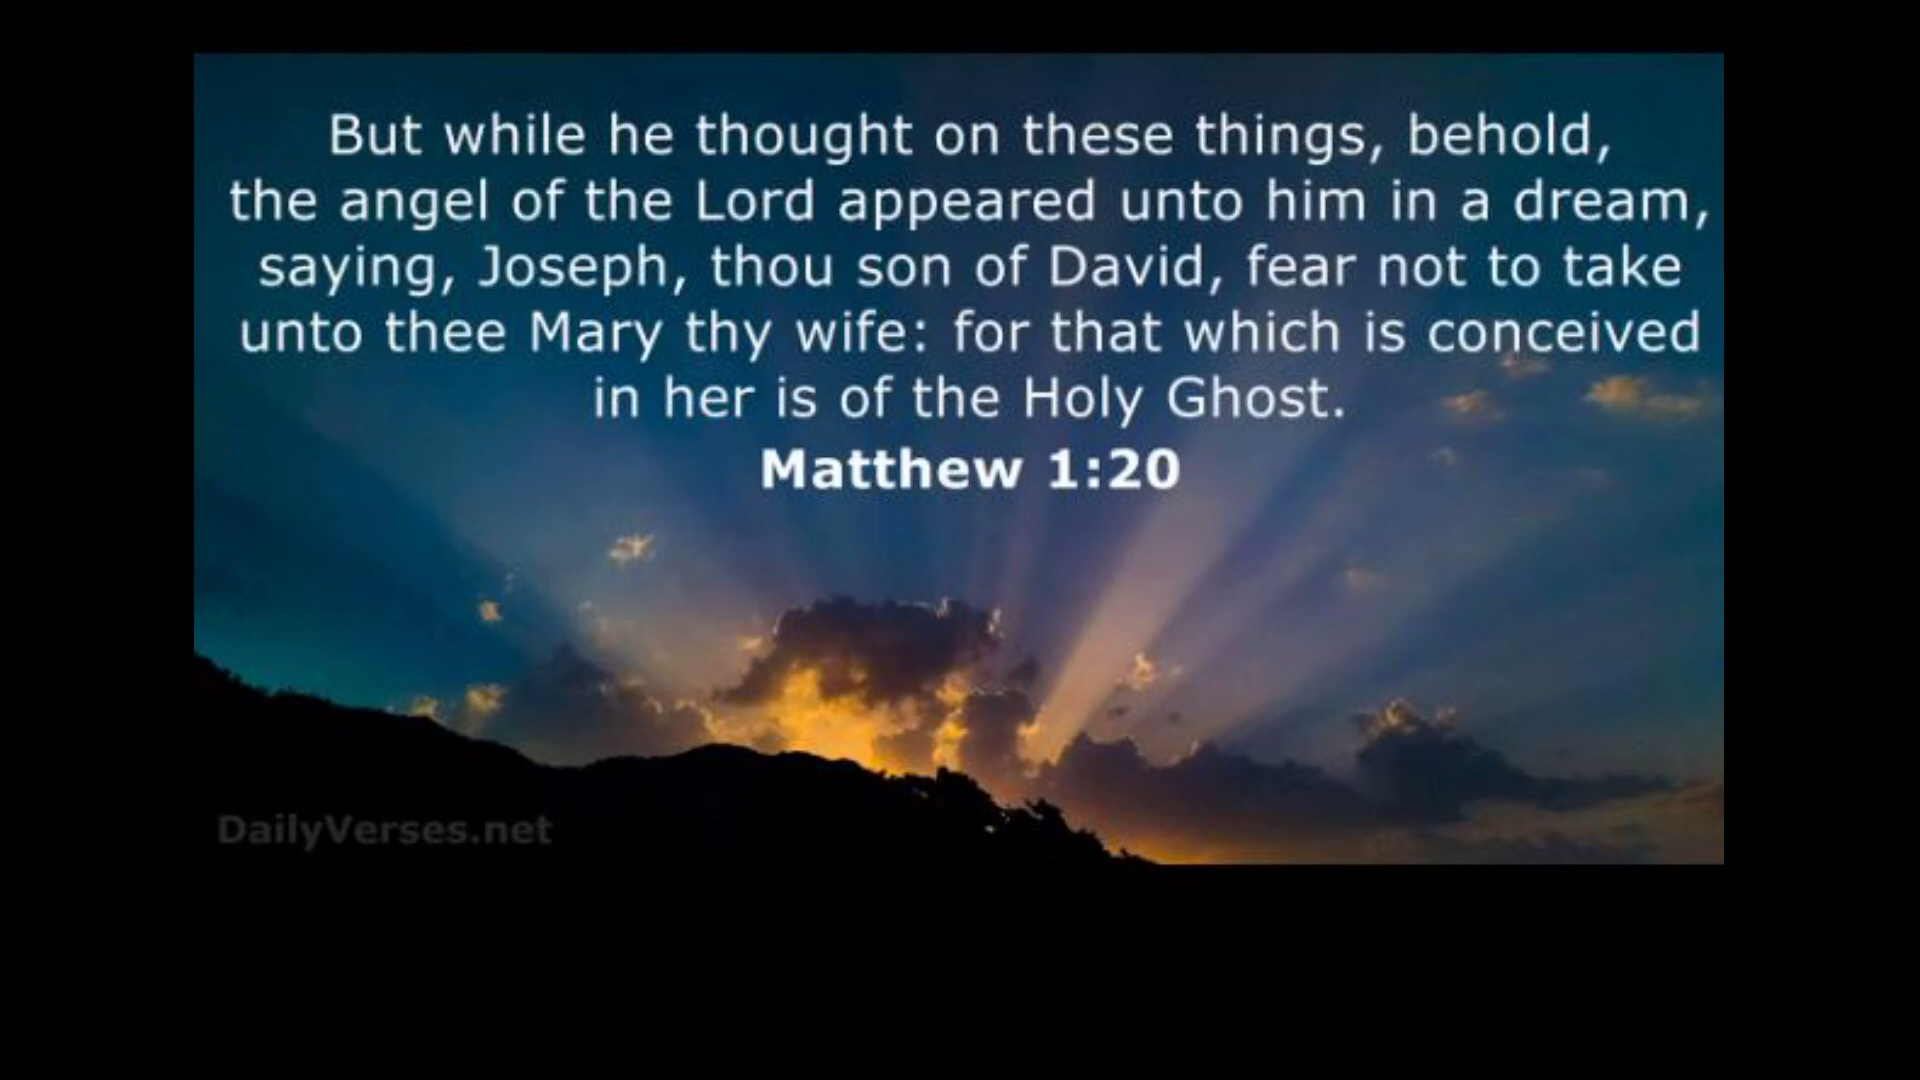 But while he thought on these things, behold,
the angel of the Lord appeared unto him in a dream,
saying, Joseph, thou son of David, fear not to take
unto thee Mary thy wife: for that which is conceived
in her is of the Holy Ghost.
Matthew 1:20
DailyVerses.net